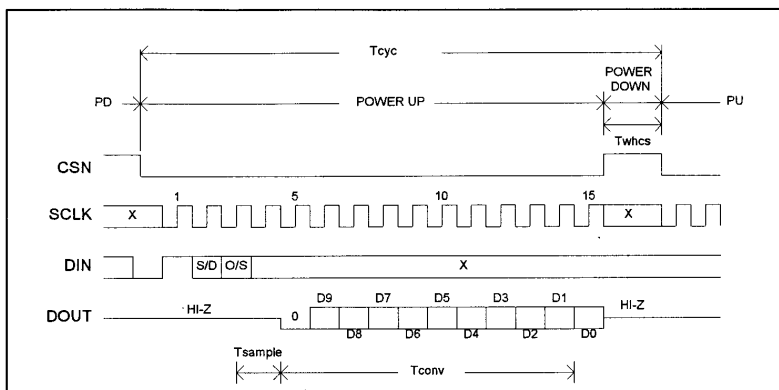 Tcyc
POWER
DOWN
PD
POWER UP
PU
Twhcs
CSN
1
5
10
15
SCLK
X
X
DIN
S/D
O/S
X
D9
D7
D5
D3
D1
DOUT
HI-Z
0
HI-Z
D8
D6
D4
D2
D0
Tsample
Tconv